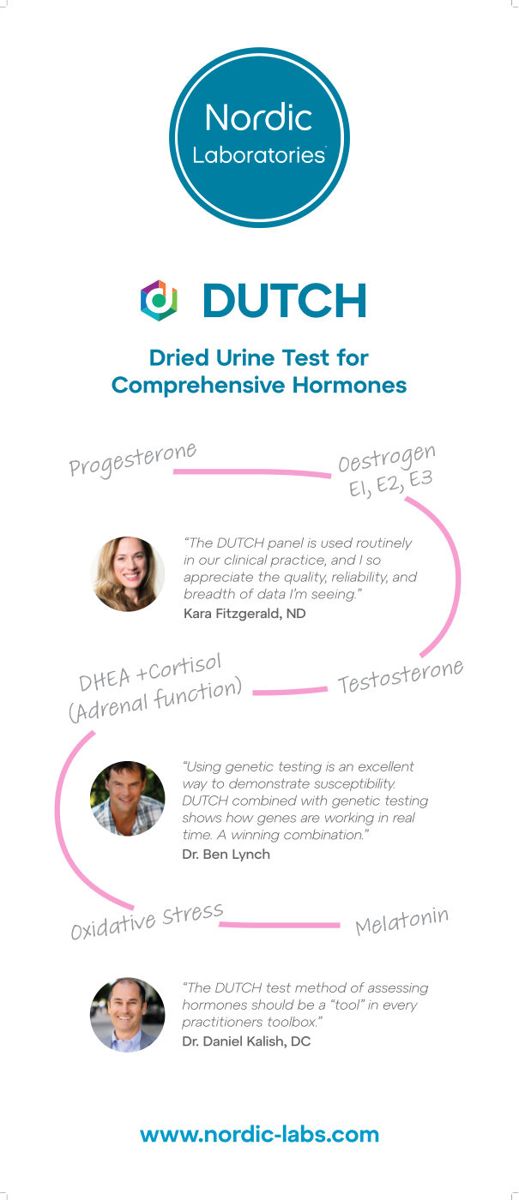 Nordic
Laboratories
DUTCH
Dried Urine Test for
Comprehensive Hormones
Progesterone
Oestrogen
E1, E2, E3
“The DUTCH panel is used routinely
in our clinical practice, and I so
appreciate the quality, reliability, and
breadth of data I’m seeing.”
Kara Fitzgerald, ND
DHEA +Cortisol
(Adrenal function)
Testosterone
“Using genetic testing is an excellent
way to demonstrate susceptibility.
DUTCH combined with genetic testing
shows how genes are working in real
time. A winning combination.”
Dr. Ben Lynch
Oxidative Stress
Melatonin
“The DUTCH test method of assessing
hormones should be a “tool” in every
practitioners toolbox.”
Dr. Daniel Kalish, DC
www.nordic-labs.com